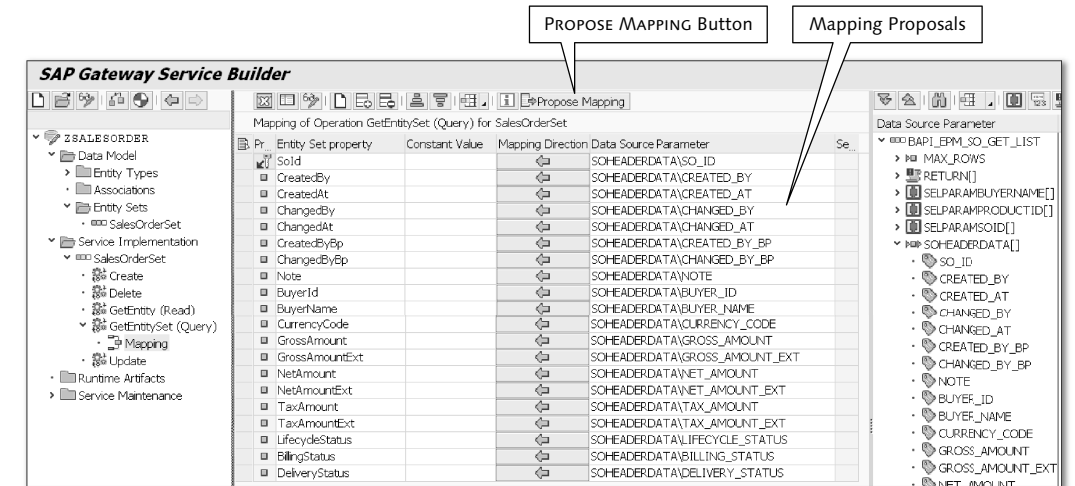 PROPOSE MAPPING Button
Mapping Proposals
SAP Gateway Service Builder
Propose Mapping
Mapping of Operation GetEntitySet (Query) for SalesOrderSet
Data Source Parameter
ZSALESORDER
Data Model
Entity Types
Associations
Entity Sets
SalesOrderSet
Service Implementation
SalesOrderSet
Create
Delete
GetEntity (Read)
GetEntitySet (Query)
Mapping
Update
Runtime Artifacts
Service Maintenance
Pr... Entity Set property Constant Value Mapping Direction Data Source Parameter Se...
SoId SOHEADERDATA\SO_ID
CreatedBy SOHEADERDATA\CREATED_BY
CreatedAt SOHEADERDATA\CREATED_AT
ChangedBy SOHEADERDATA\CHANGED_BY
ChangedAt SOHEADERDATA\CHANGED_AT
CreatedByBp SOHEADERDATA\CREATED_BY_BP
ChangedByBp SOHEADERDATA\CHANGED_BY_BP
Note SOHEADERDATA\NOTE
BuyerId SOHEADERDATA\BUYER_ID
BuyerName SOHEADERDATA\BUYER_NAME
CurrencyCode SOHEADERDATA\CURRENCY_CODE
GrossAmount SOHEADERDATA\GROSS_AMOUNT
GrossAmountExt SOHEADERDATA\GROSS_AMOUNT_EXT
NetAmount SOHEADERDATA\NET_AMOUNT
NetAmountExt SOHEADERDATA\NET_AMOUNT_EXT
TaxAmount SOHEADERDATA\TAX_AMOUNT
TaxAmountExt SOHEADERDATA\TAX_AMOUNT_EXT
LifecycleStatus SOHEADERDATA\LIFECYCLE_STATUS
BillingStatus SOHEADERDATA\BILLING_STATUS
DeliveryStatus SOHEADERDATA\DELIVERY_STATUS
BAPI_EPM_SO_GET_LIST
MAX_ROWS
RETURN[]
SELPARAMBUYERNAME[]
SELPARAMPRODUCTID[]
SELPARAMSOID[]
SOHEADERDATA[]
SO_ID
CREATED_BY
CREATED_AT
CHANGED_BY
CHANGED_AT
CREATED_BY_BP
CHANGED_BY_BP
NOTE
BUYER_ID
BUYER_NAME
CURRENCY_CODE
GROSS_AMOUNT
GROSS_AMOUNT_EXT
NET_AMOUNT